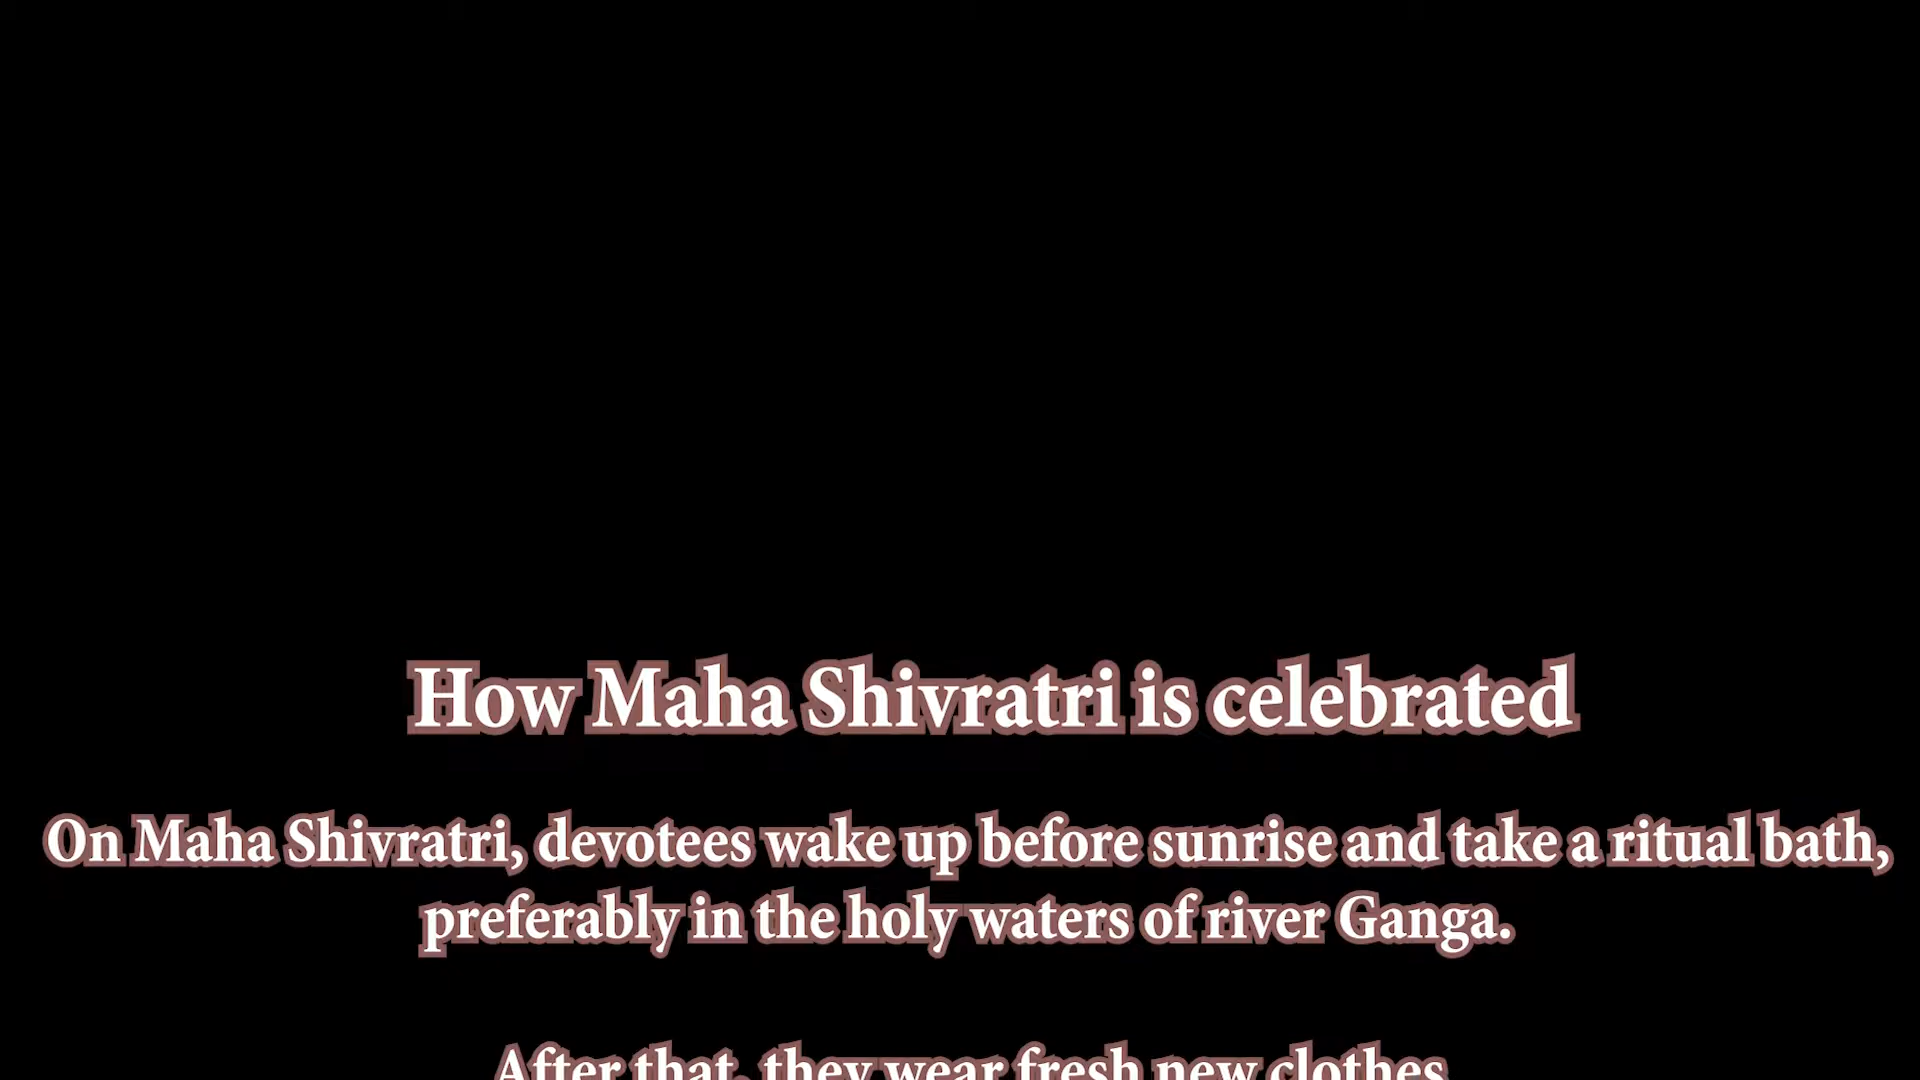 How Maha Shivratri is celebrated
On Maha Shivratri, devotees wake up before sunrise and take a ritual bath,
preferably in the holy waters of river Ganga.
After that, they wear fresh new clothes